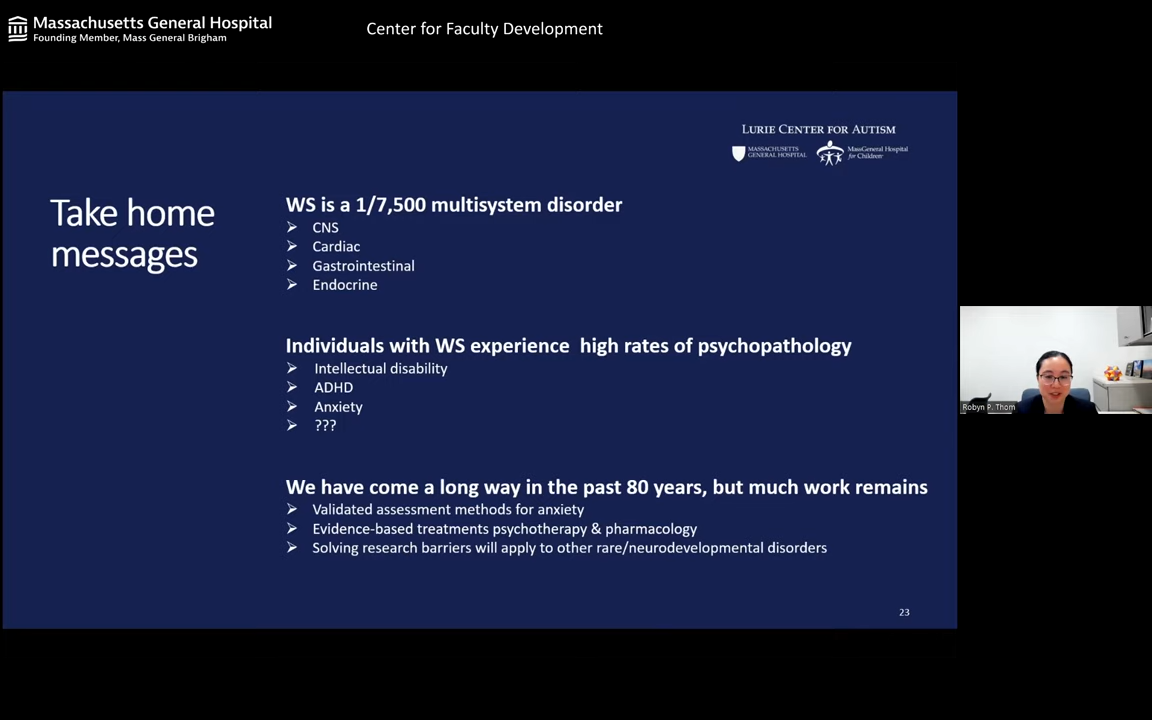 Massachusetts General Hospital
Founding Member, Mass General Brigham
Center for Faculty Development
LURIE CENTER FOR AUTISM
MASSACHUSETTS
GENERAL HOSPITAL
MassGeneral Hospital
for Children
Take home
messages
WS is a 1/7,500 multisystem disorder
➢ CNS
➢ Cardiac
➢ Gastrointestinal
➢ Endocrine
Individuals with WS experience  high rates of psychopathology
➢ Intellectual disability
➢ ADHD
➢ Anxiety
➢ ???
We have come a long way in the past 80 years, but much work remains
➢ Validated assessment methods for anxiety
➢ Evidence-based treatments psychotherapy & pharmacology
➢ Solving research barriers will apply to other rare/neurodevelopmental disorders
23
Robyn P. Thom